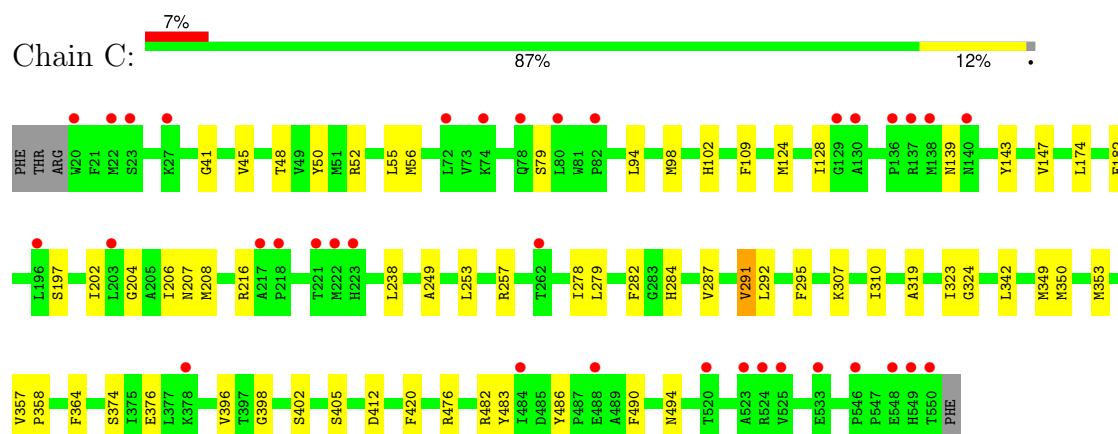 7%
Chain C:
87%
12%
PHE THR ARG W20 F21 M22 S23 K27 G41 V45 T48 V49 Y50 M51 R52 L55 M56 L72 V73 K74 Q78 S79 L80 W81 P82 L94 M98 H102 F109 M124 I128 G129 A130 P136 R137 M138 N139 N140 Y143 V147 L174
L196 S197 I202 L203 G204 A205 I206 N207 M208 R216 A217 P218 T221 M222 H223 L238 A249 L253 R257 T262 I278 L279 F282 G283 H284 V287 V291 L292 F295 K307 I310 A319 I323 G324 L342 M349 M350 M353
V357 P358 F364 S374 I375 E376 L377 K378 V396 T397 G398 S402 S405 D412 F420 R476 R482 Y483 I484 D485 Y486 P487 E488 A489 F490 N494 T520 A523 R524 V525 E533 P546 P547 E548 H549 T550 PHE